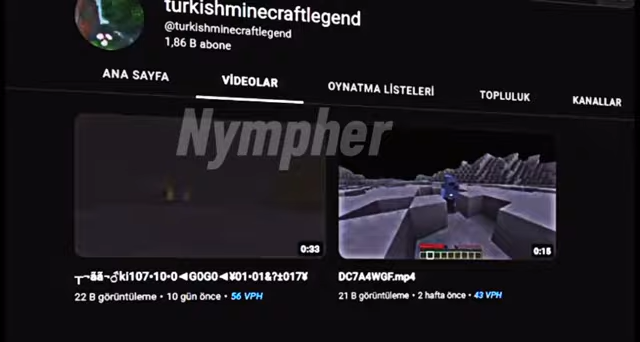 turkishminecraftlegend
@turkishminecraftlegend
1,86 B abone
ANA SAYFA
VİDEOLAR
OYNATMA LİSTELERİ
TOPLULUK
KANALLAR
Nympher
0:33
0:15
DC7A4WGF.mp4
22 B görüntüleme • 10 gün önce • 56 VPH
21 B görüntüleme • 2 hafta önce • 43 VPH